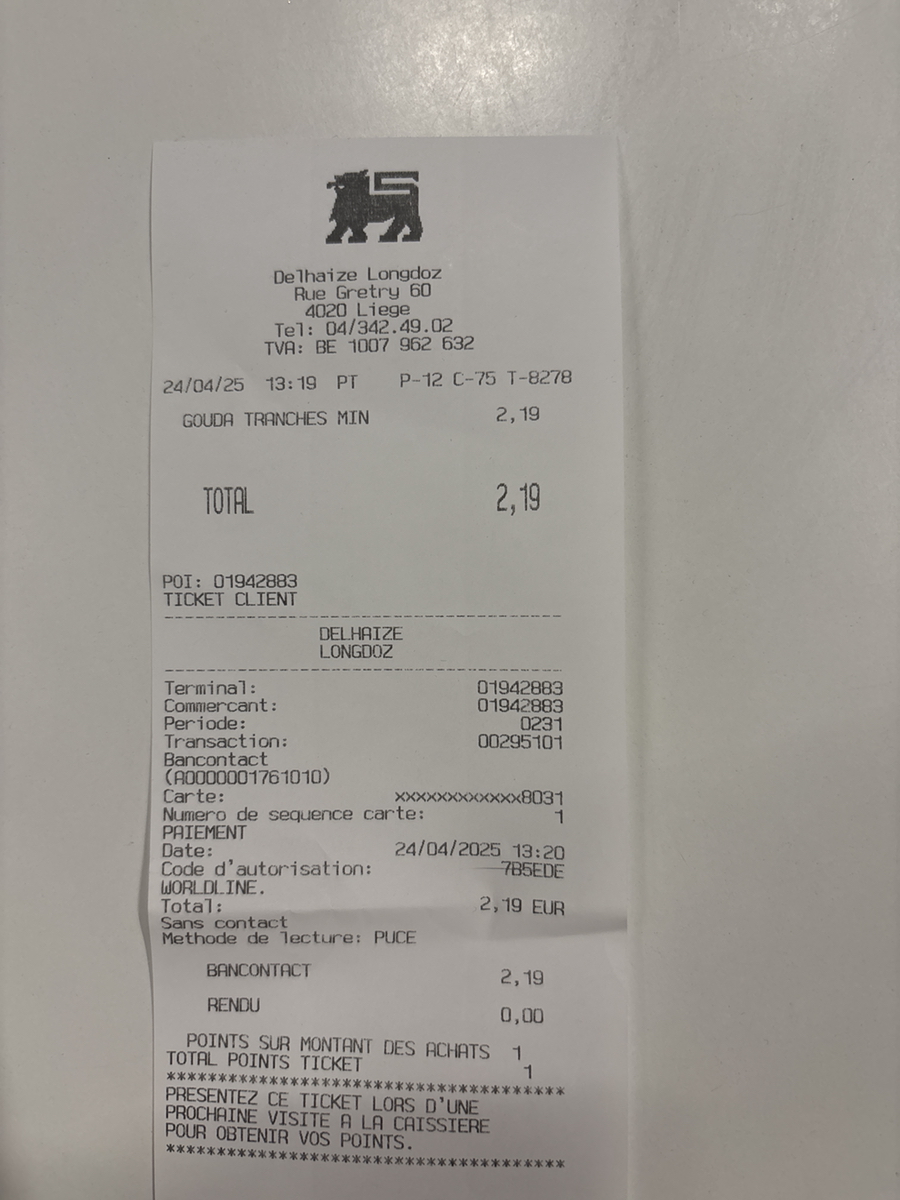 Delhaize Longdoz
Rue Gretry 60
4020 Liege
Tel: 04/342.49.02
TVA: BE 1007 962 632
24/04/25 13:19 PT P-12 C-75 T-8278
GOUDA TRANCHES MIN 2,19
TOTAL 2,19
POI: 01942883
TICKET CLIENT
----------------------------------------------
DELHAIZE
LONGDOZ
----------------------------------------------
Terminal: 01942883
Commercant: 01942883
Periode: 0231
Transaction: 00295101
Bancontact
(A0000001761010)
Carte: xxxxxxxxxxxxx8031
Numero de sequence carte: 1
PAIEMENT
Date: 24/04/2025 13:20
Code d'autorisation: 7B5EDE
WORLDLINE.
Total: 2,19 EUR
Sans contact
Methode de lecture: PUCE
BANCONTACT 2,19
RENDU 0,00
POINTS SUR MONTANT DES ACHATS 1
TOTAL POINTS TICKET 1
***************************************
PRESENTEZ CE TICKET LORS D'UNE
PROCHAINE VISITE A LA CAISSIERE
POUR OBTENIR VOS POINTS.
***************************************